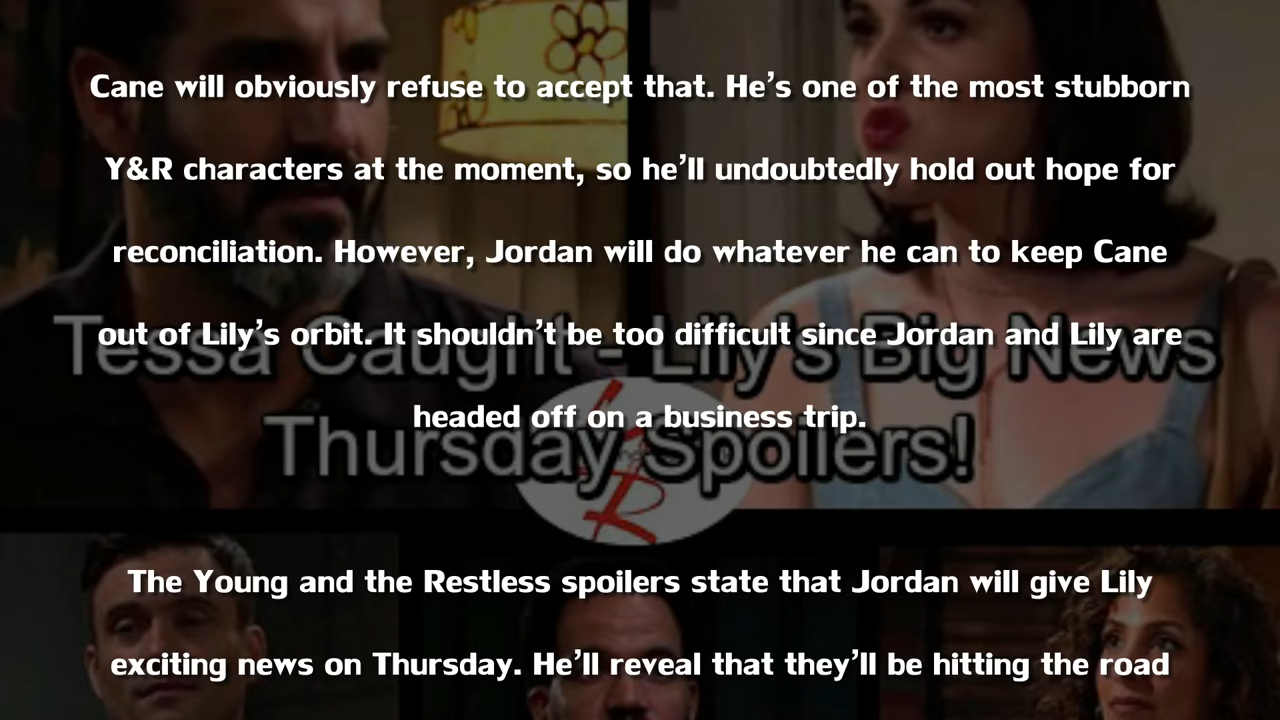 Cane will obviously refuse to accept that. He's one of the most stubborn
Y&R characters at the moment, so he'll undoubtedly hold out hope for
reconciliation. However, Jordan will do whatever he can to keep Cane
out of Lily's orbit. It shouldn't be too difficult since Jordan and Lily are
Tessa Caught - Lily's Big News
headed off on a business trip.
Thursday Spoilers!
The Young and the Restless spoilers state that Jordan will give Lily
exciting news on Thursday. He'll reveal that they'll be hitting the road